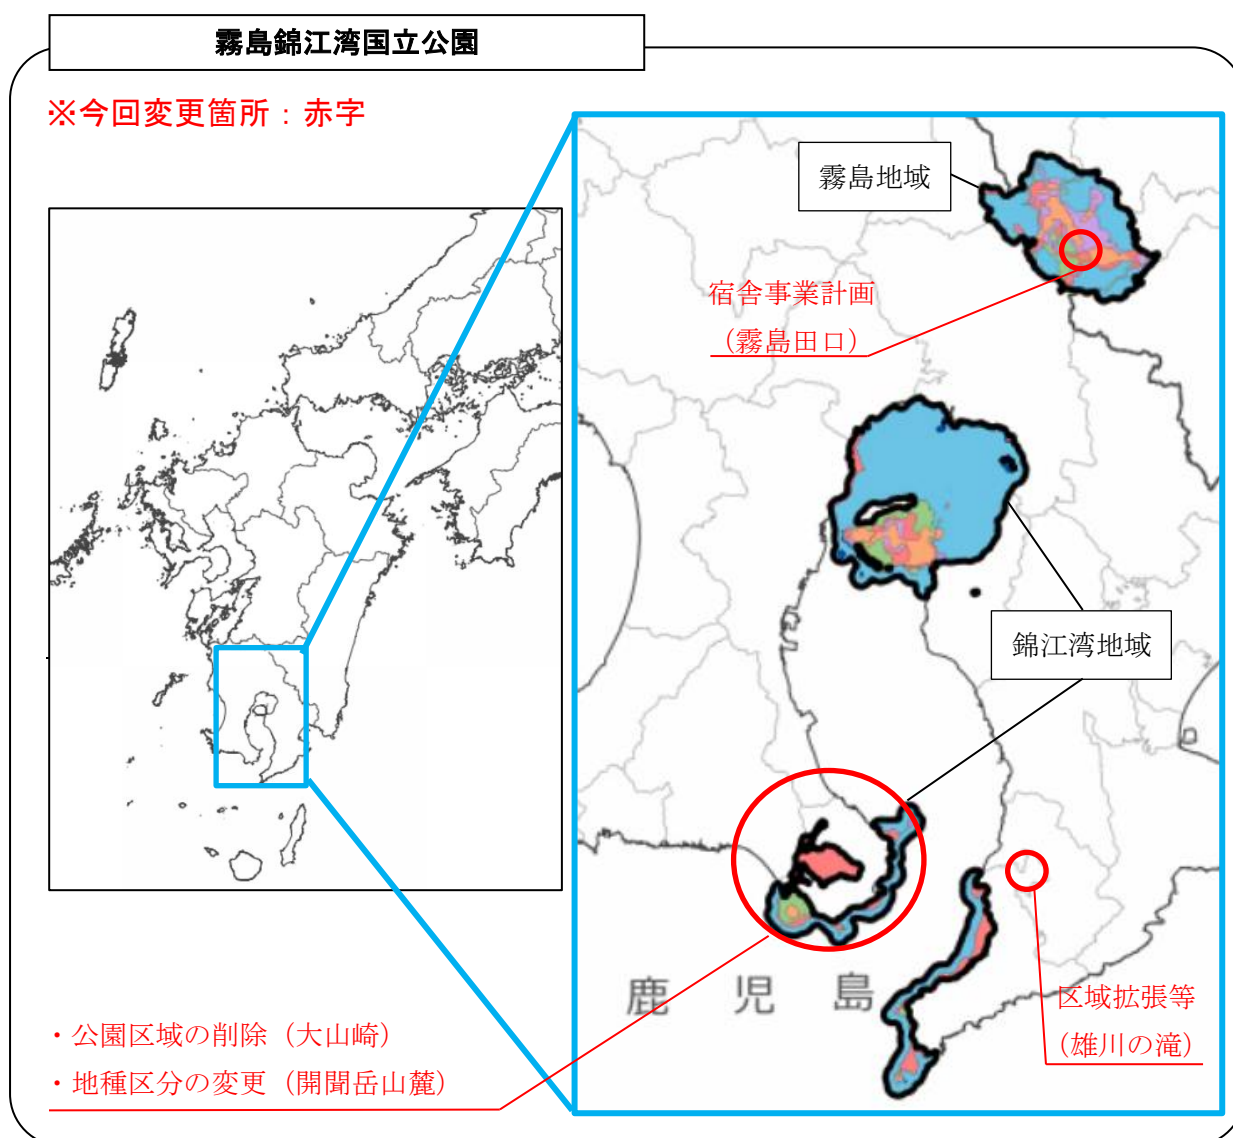 霧島錦江湾国立公園
※今回変更箇所：赤字
霧島地域
宿舎事業計画
（霧島田口）
錦江湾地域
鹿児島
区域拡張等
（雄川の滝）
・公園区域の削除（大山崎）
・地種区分の変更（開聞岳山麓）